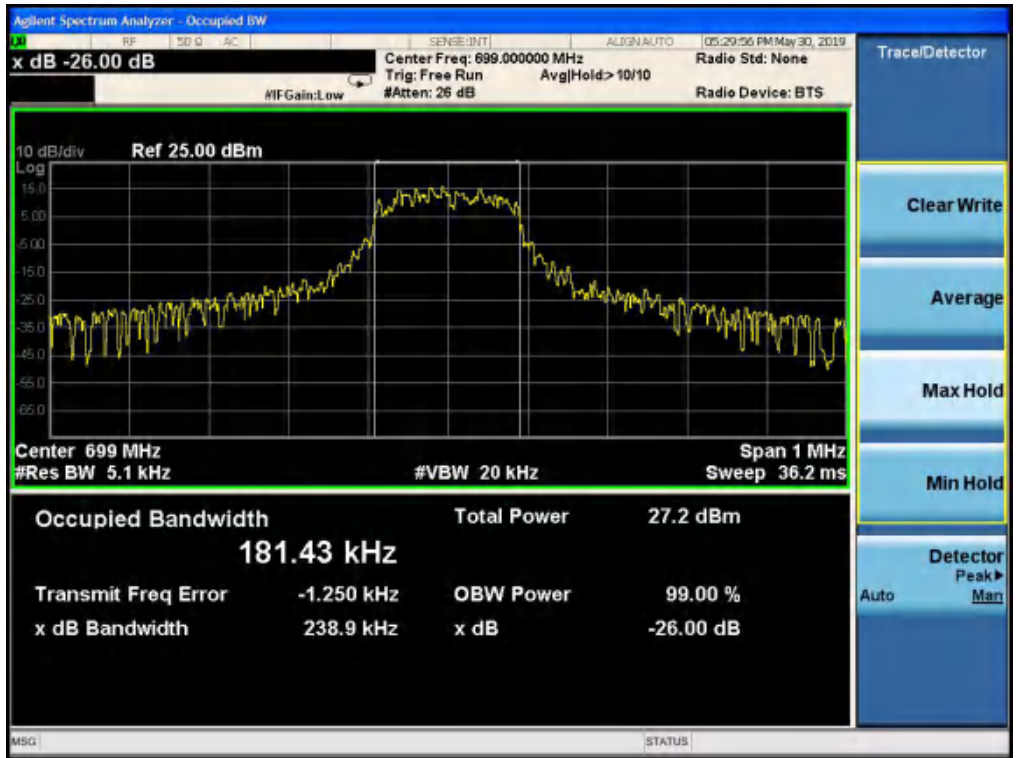 Agilent Spectrum Analyzer - Occupied BW
RF 50 Ω AC SENSE:INT ALIGNAUTO 05:29:56 PM May 30, 2019
x dB -26.00 dB
Center Freq: 699.000000 MHz
Radio Std: None
Trig: Free Run Avg|Hold:> 10/10
#IFGain:Low
#Atten: 26 dB
Radio Device: BTS
Trace/Detector
10 dB/div Ref 25.00 dBm
Log
15.0
5.00
-5.00
-15.0
-25.0
-35.0
-45.0
-55.0
-65.0
Center 699 MHz Span 1 MHz
#Res BW 5.1 kHz #VBW 20 kHz Sweep 36.2 ms
Occupied Bandwidth Total Power 27.2 dBm
181.43 kHz
Transmit Freq Error -1.250 kHz OBW Power 99.00 %
x dB Bandwidth 238.9 kHz x dB -26.00 dB
Clear Write
Average
Max Hold
Min Hold
Detector
Peak▶
Auto Man
MSG STATUS